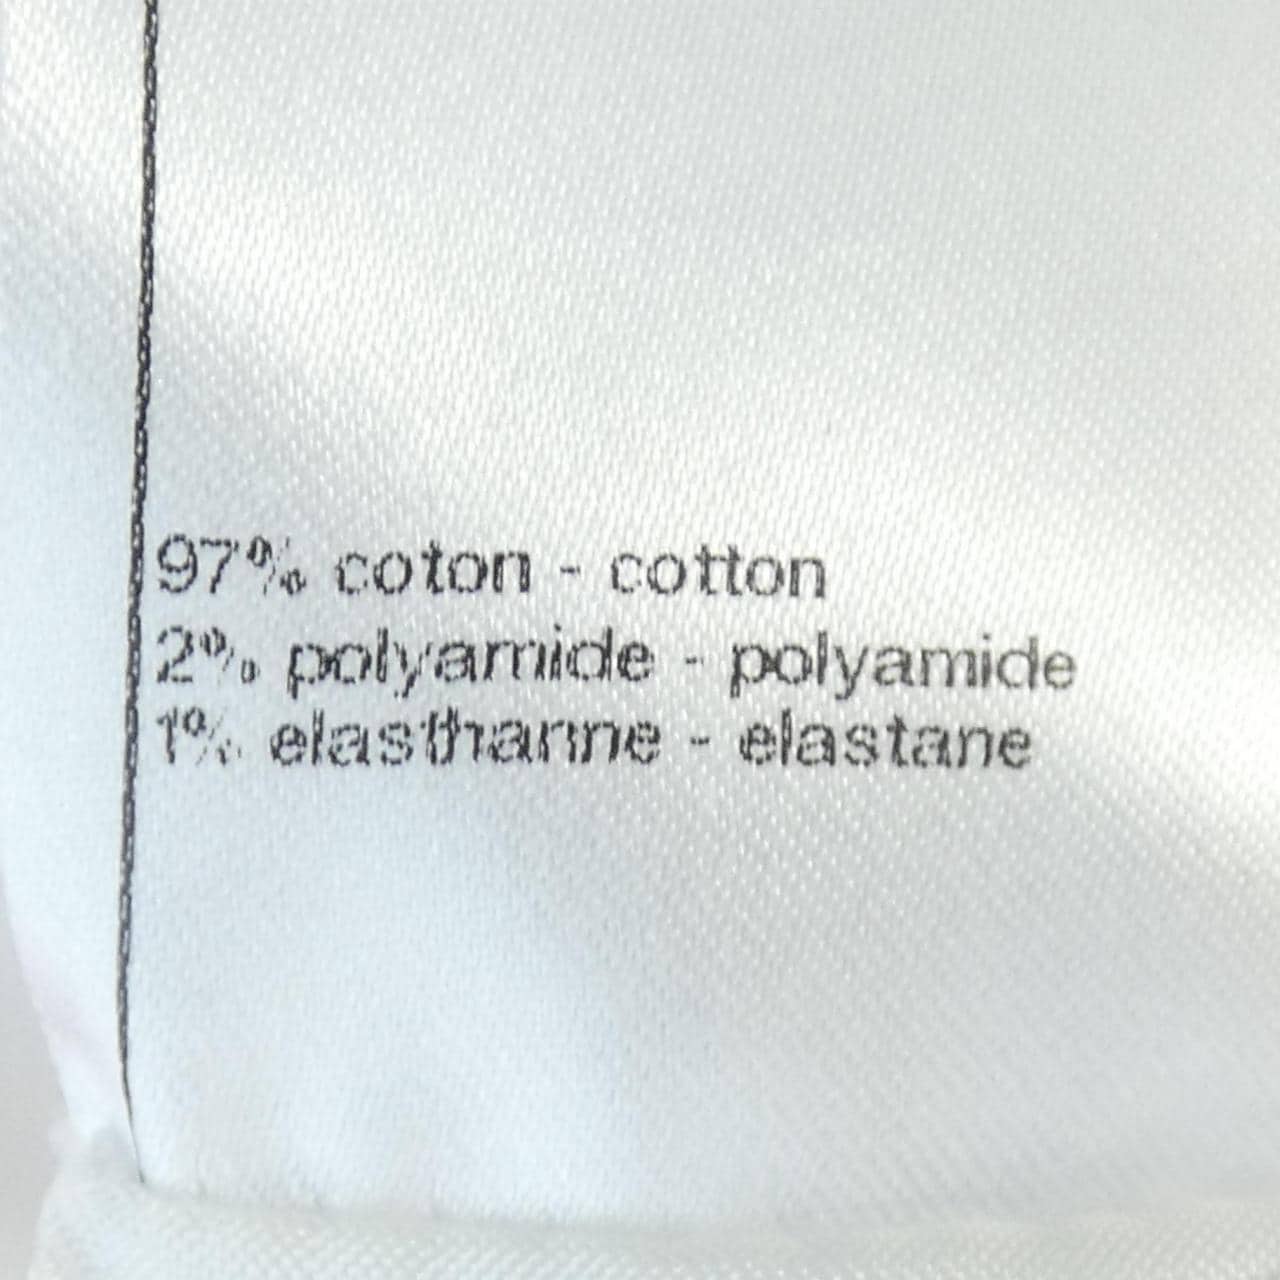 97% coton - cotton
2% polyamide - polyamide
1% elasthanne - elastane